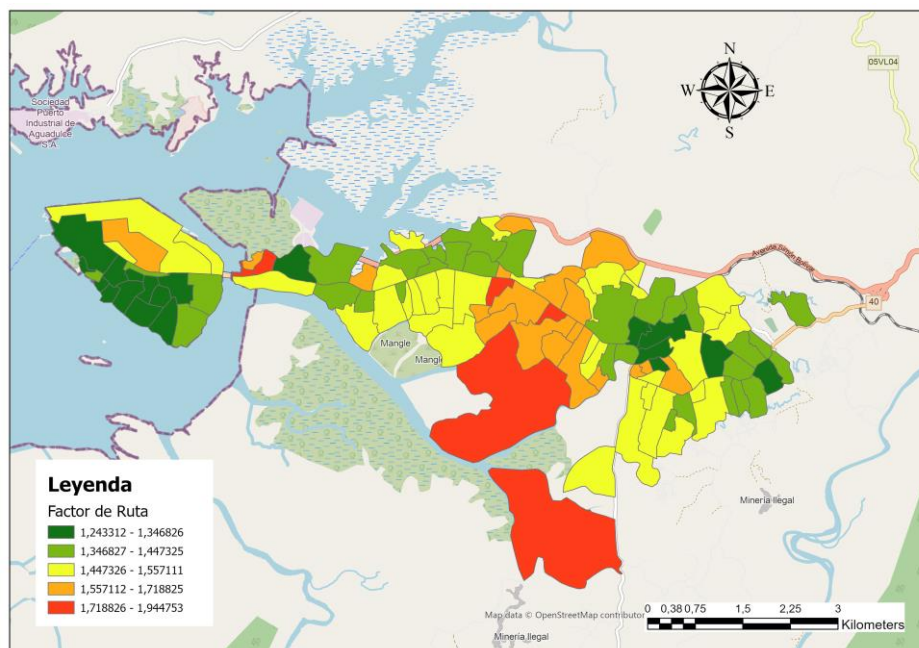 05VL04
Sociedad
Puerto
Industrial de
Aguadulce
S.A.
N
W
E
S
Avenida Simón Bolívar
40
Mangle
Mangle
Leyenda
Factor de Ruta
1,243312 - 1,346826
1,346827 - 1,447325
1,447326 - 1,557111
1,557112 - 1,718825
1,718826 - 1,944753
Minería Ilegal
Map data © OpenStreetMap contributor
Minería Ilegal
0 0,38 0,75 1,5 2,25 3
Kilometers